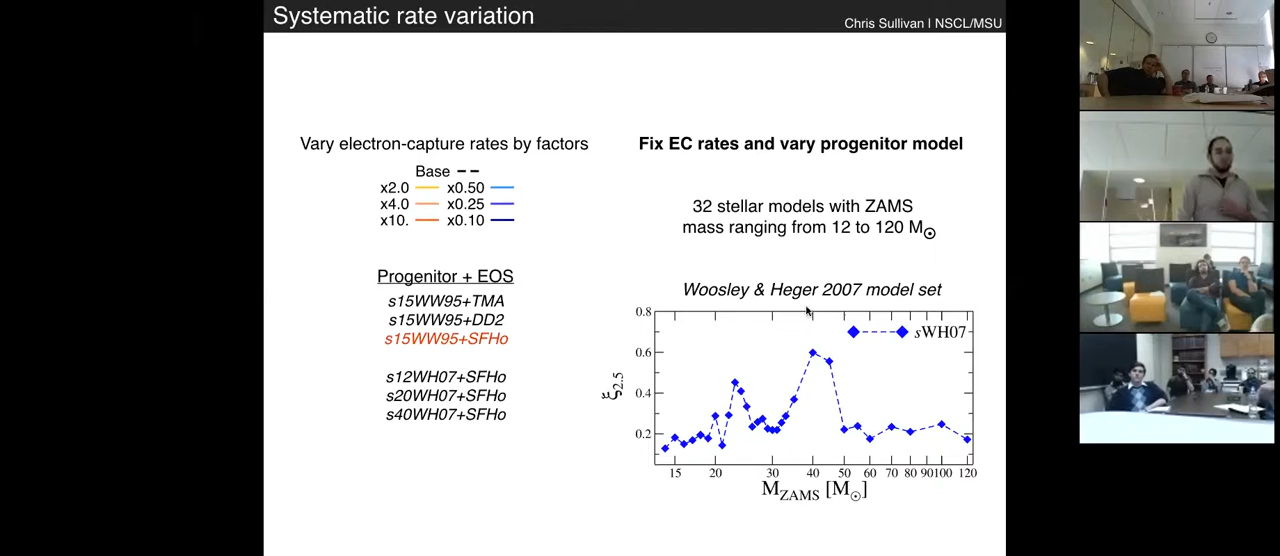 Systematic rate variation
Chris Sullivan | NSCL/MSU
Vary electron-capture rates by factors
Base
x2.0 x0.50
x4.0 x0.25
x10. x0.10
Progenitor + EOS
s15WW95+TMA
s15WW95+DD2
s15WW95+SFHo
s12WH07+SFHo
s20WH07+SFHo
s40WH07+SFHo
Fix EC rates and vary progenitor model
32 stellar models with ZAMS
mass ranging from 12 to 120 M☉
Woosley & Heger 2007 model set
sWH07
0.8
0.6
0.4
0.2
ξ2.5
15 20 30 40 50 60 70 80 90 100 120
MZAMS [M☉]